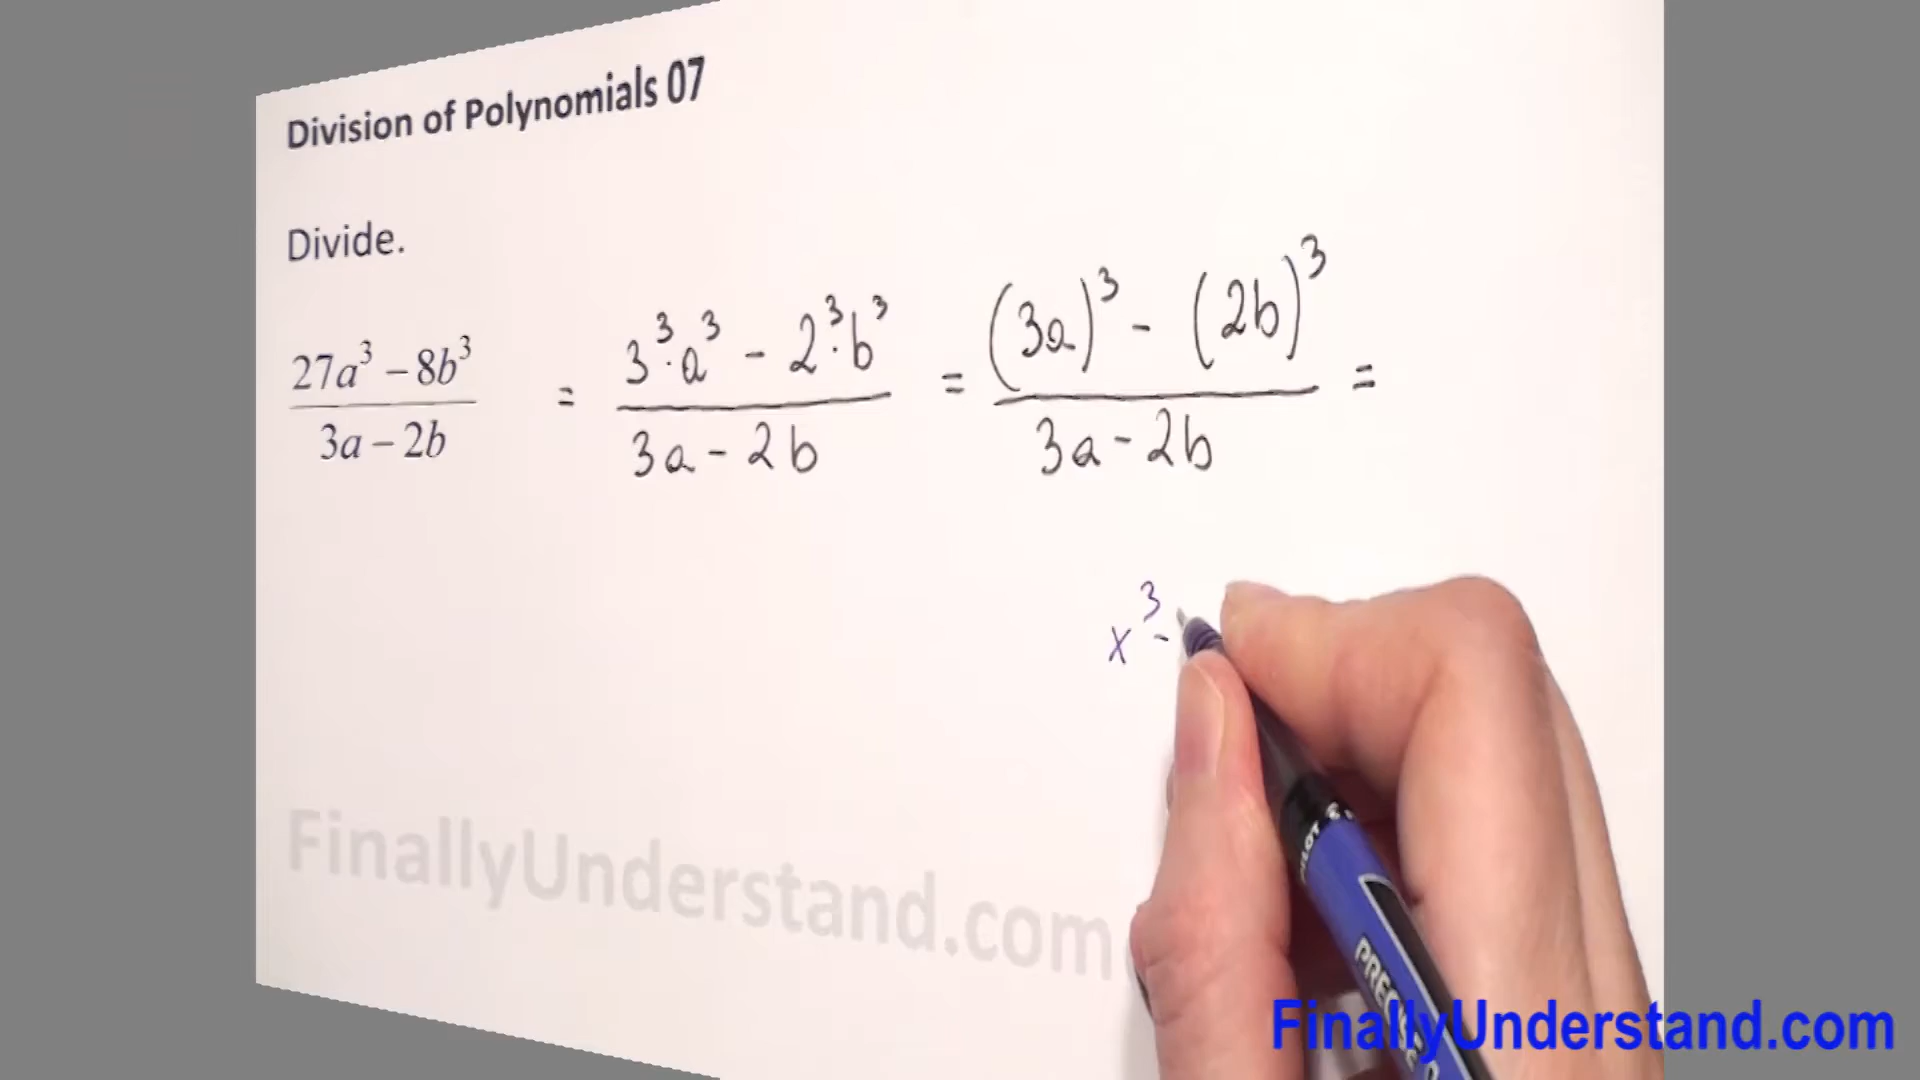 Division of Polynomials 07
Divide.
27a³ – 8b³ / 3a – 2b = 3³·a³ - 2³·b³ / 3a - 2b = (3a)³ - (2b)³ / 3a - 2b =
x³ -
FinallyUnderstand.com
FinallyUnderstand.com